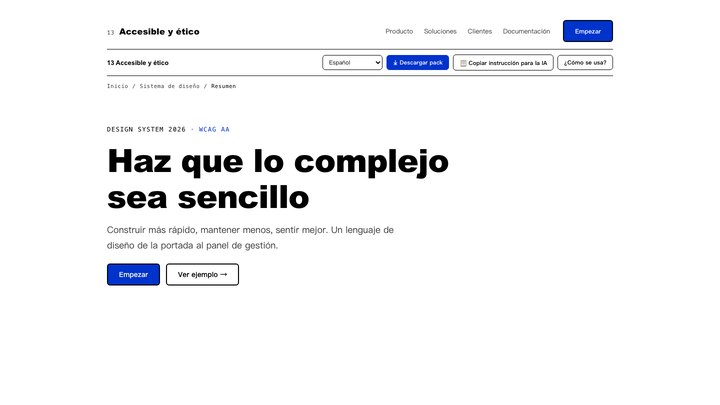 13 Accesible y ético
Producto Soluciones Clientes Documentación Empezar
13 Accesible y ético
Español Descargar pack Copiar instrucción para la IA ¿Cómo se usa?
Inicio / Sistema de diseño / Resumen
DESIGN SYSTEM 2026 · WCAG AA
Haz que lo complejo
sea sencillo
Construir más rápido, mantener menos, sentir mejor. Un lenguaje de
diseño de la portada al panel de gestión.
Empezar Ver ejemplo →